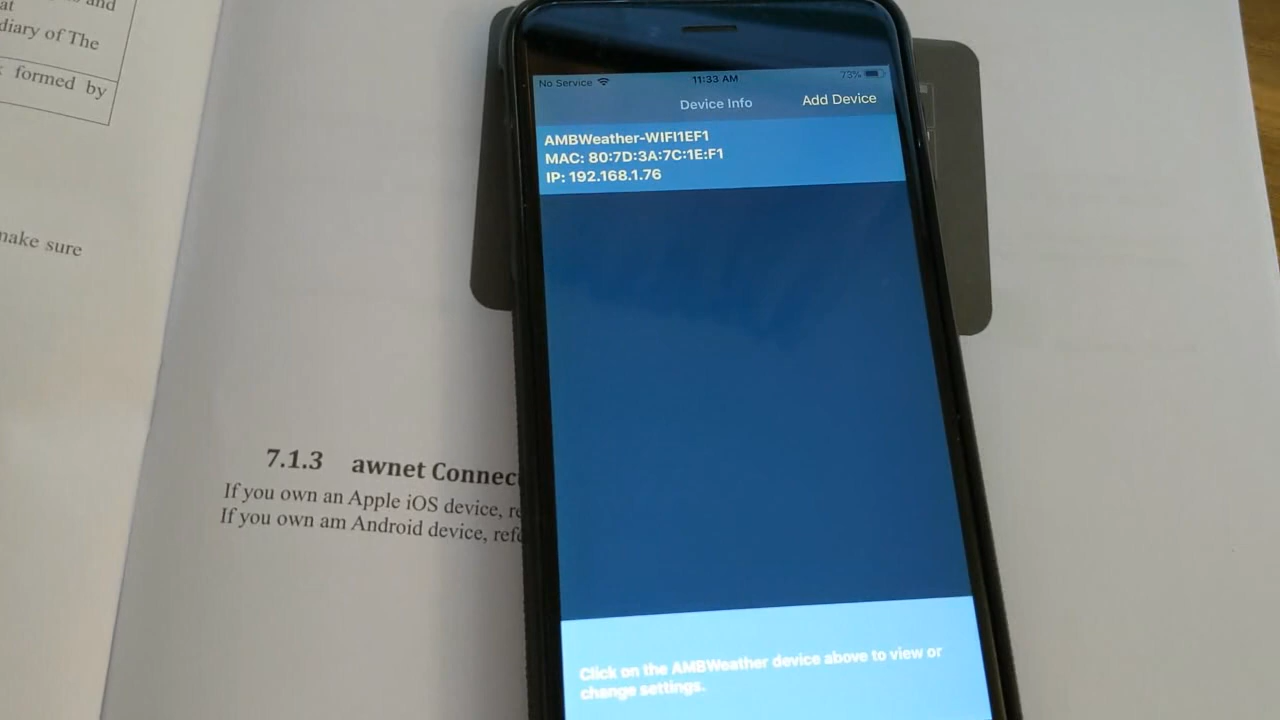 and
at
diary of The
formed by
make sure
7.1.3 awnet
If you own an Apple iOS device,
If you own am Android device,
No Service
11:33 AM
73%
Device Info
Add Device
AMBWeather-WIFI1EF1
MAC: 80:7D:3A:7C:1E:F1
IP: 192.168.1.76
Click on the AMBWeather device above to view or
change settings.